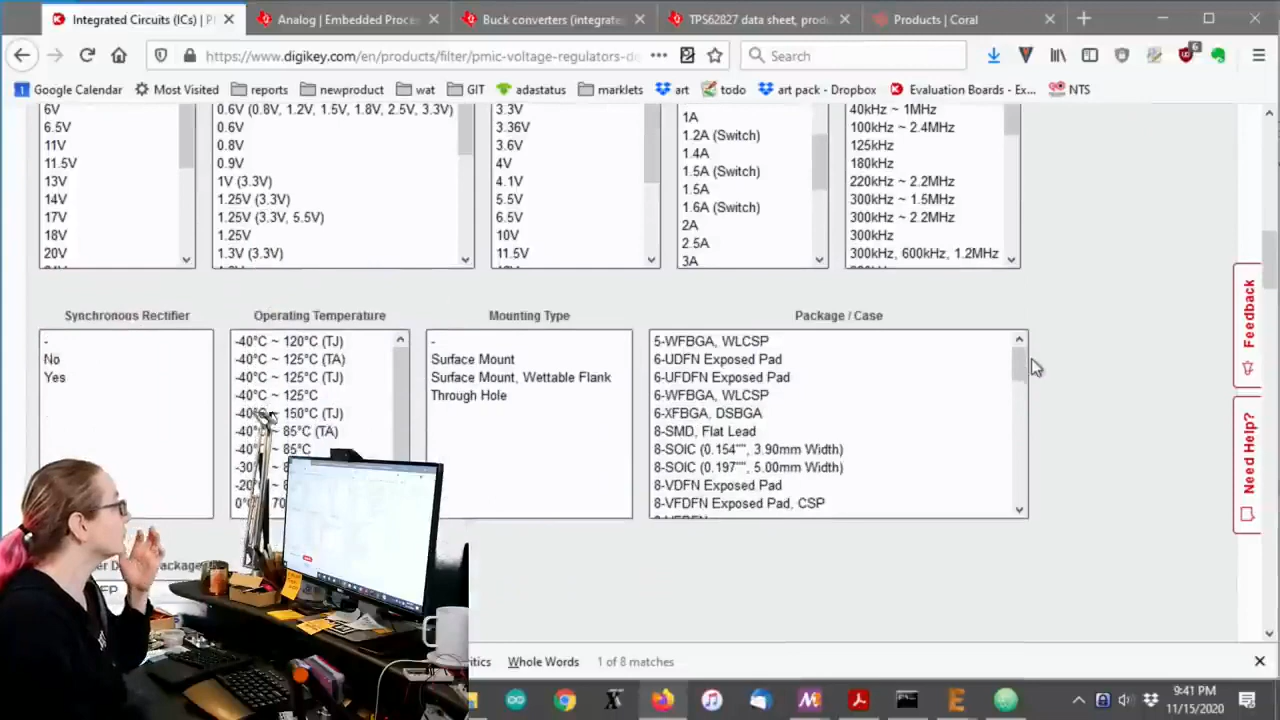 Integrated Circuits (ICs) | P
Analog | Embedded Proce
Buck converters (integrate
TPS62827 data sheet, produ
Products | Coral
https://www.digikey.com/en/products/filter/pmic-voltage-regulators-d
Search
6
Google Calendar
Most Visited
reports
newproduct
wat
GIT
adastatus
marklets
art
todo
art pack - Dropbox
Evaluation Boards - Ex...
NTS
6V
6.5V
11V
11.5V
13V
14V
17V
18V
20V
0.6V (0.8V, 1.2V, 1.5V, 1.8V, 2.5V, 3.3V)
0.6V
0.8V
0.9V
1V (3.3V)
1.25V (3.3V)
1.25V (3.3V, 5.5V)
1.25V
1.3V (3.3V)
3.3V
3.36V
3.6V
4V
4.1V
5.5V
6.5V
10V
11.5V
1A
1.2A (Switch)
1.4A
1.5A (Switch)
1.5A
1.6A (Switch)
2A
2.5A
3A
40kHz ~ 1MHz
100kHz ~ 2.4MHz
125kHz
180kHz
220kHz ~ 2.2MHz
300kHz ~ 1.5MHz
300kHz ~ 2.2MHz
300kHz
300kHz, 600kHz, 1.2MHz
Synchronous Rectifier
-
No
Yes
Operating Temperature
-40°C ~ 120°C (TJ)
-40°C ~ 125°C (TA)
-40°C ~ 125°C (TJ)
-40°C ~ 125°C
-40°C ~ 150°C (TJ)
-40°C ~ 85°C (TA)
-40°C ~ 85°C
Mounting Type
-
Surface Mount
Surface Mount, Wettable Flank
Through Hole
Package / Case
5-WFBGA, WLCSP
6-UDFN Exposed Pad
6-UFDFN Exposed Pad
6-WFBGA, WLCSP
6-XFBGA, DSBGA
8-SMD, Flat Lead
8-SOIC (0.154"", 3.90mm Width)
8-SOIC (0.197"", 5.00mm Width)
8-VDFN Exposed Pad
8-VFDFN Exposed Pad, CSP
Feedback
Need Help?
Whole Words
1 of 8 matches
9:41 PM
11/15/2020